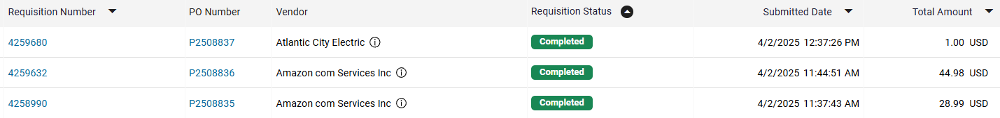 Requisition Number PO Number Vendor Requisition Status Submitted Date Total Amount
4259680 P2508837 Atlantic City Electric Completed 4/2/2025 12:37:26 PM 1.00 USD
4259632 P2508836 Amazon com Services Inc Completed 4/2/2025 11:44:51 AM 44.98 USD
4258990 P2508835 Amazon com Services Inc Completed 4/2/2025 11:37:43 AM 28.99 USD